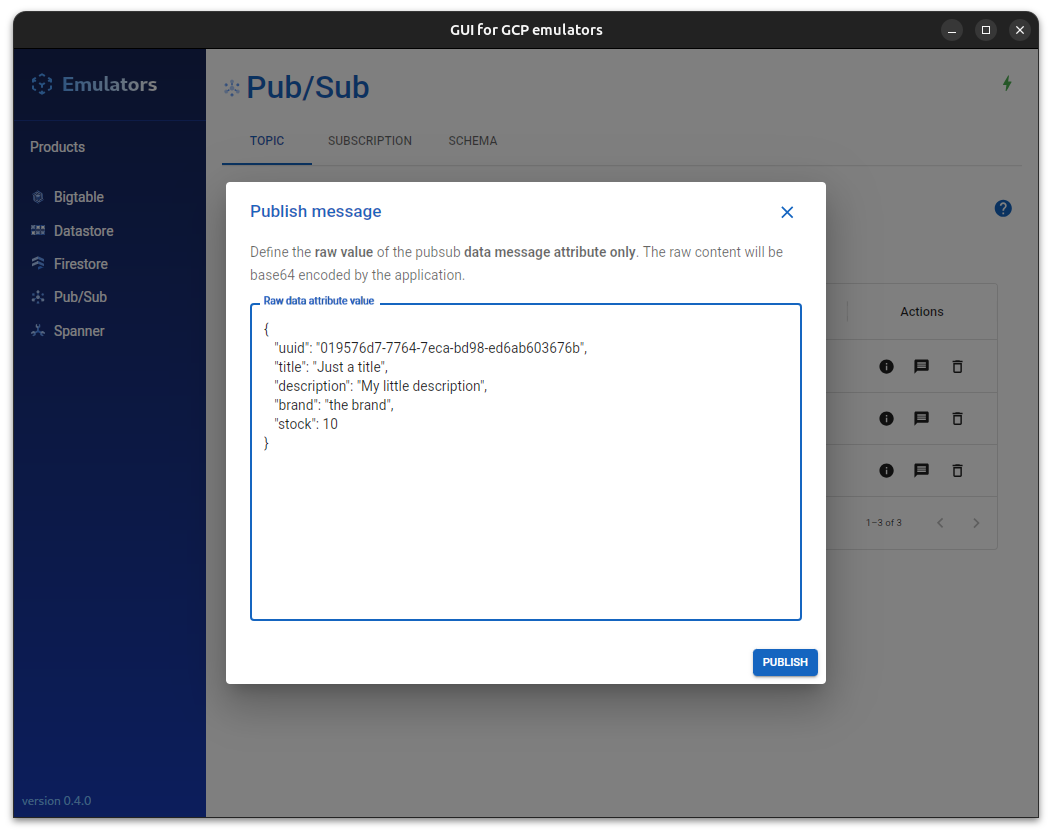 GUI for GCP emulators
Emulators
Products
Bigtable
Datastore
Firestore
Pub/Sub
Spanner
version 0.4.0
Pub/Sub
TOPIC SUBSCRIPTION SCHEMA
?
Publish message
Define the raw value of the pubsub data message attribute only. The raw content will be
base64 encoded by the application.
Raw data attribute value
{
"uuid": "019576d7-7764-7eca-bd98-ed6ab603676b",
"title": "Just a title",
"description": "My little description",
"brand": "the brand",
"stock": 10
}
PUBLISH
Actions
1–3 of 3